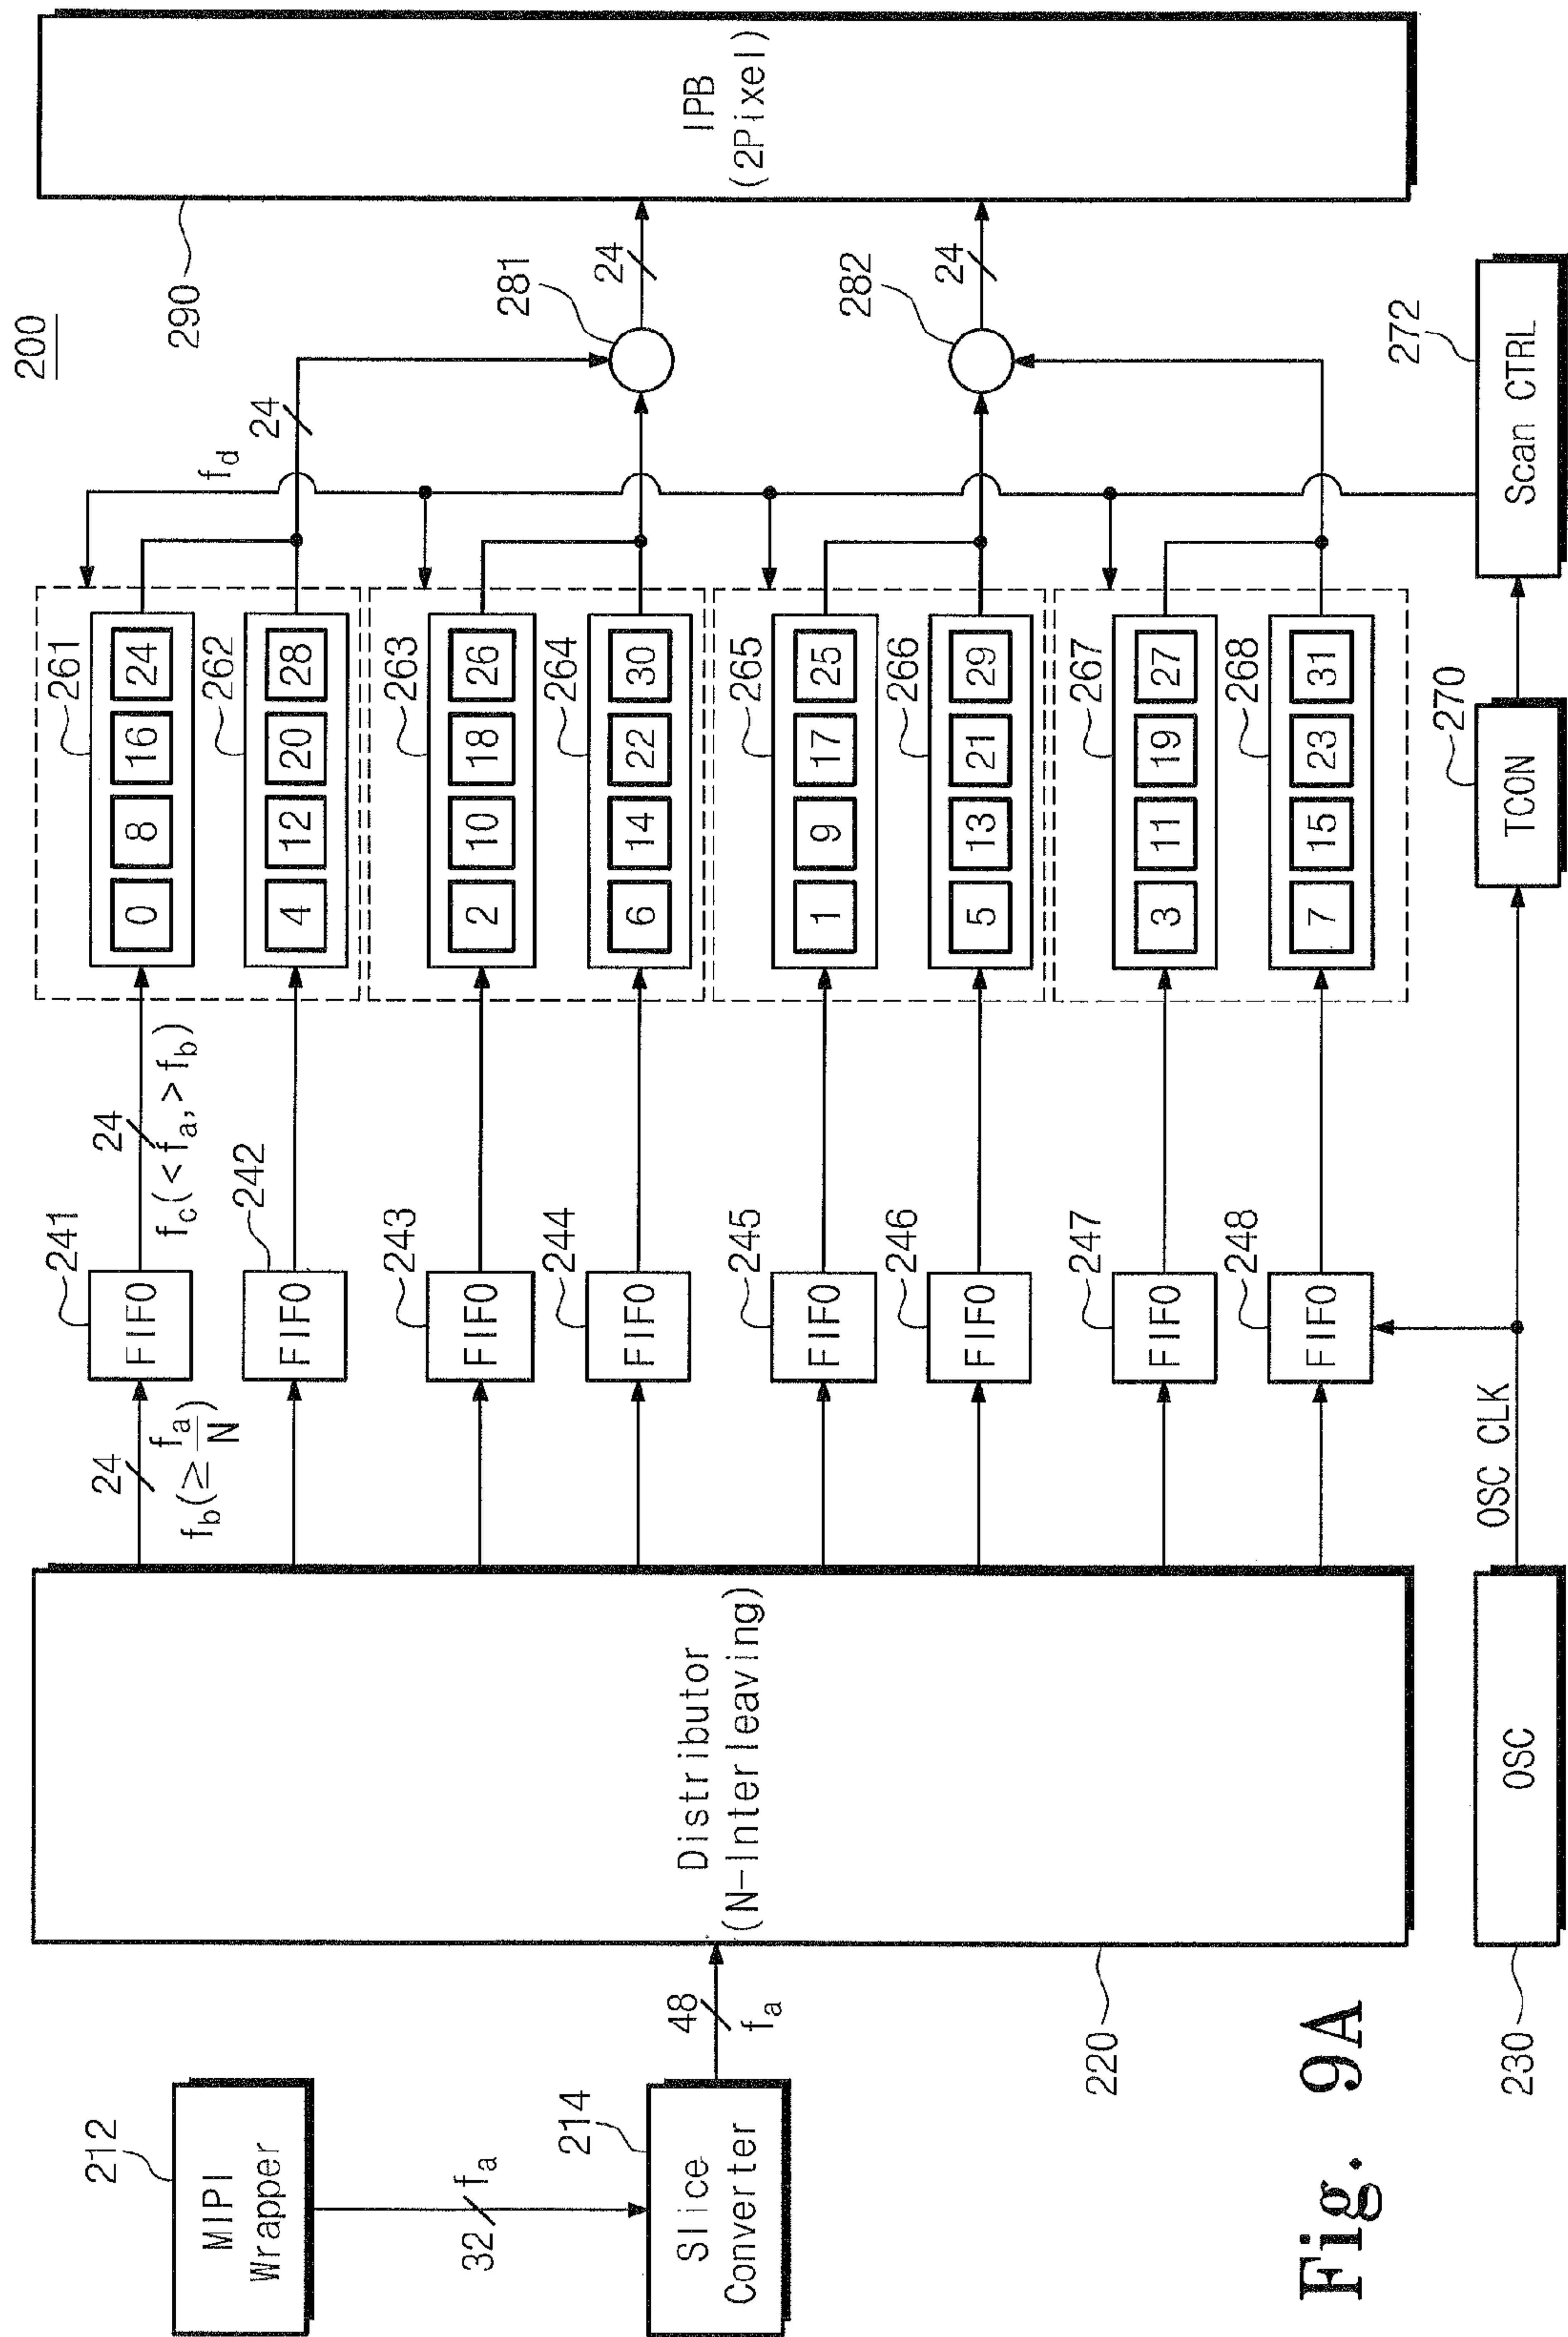 200
MIPI
Wrapper
212
32
fa
Slice
Converter
214
48
fa
Distributor
(N-Interleaving)
220
24
fb(≥ fa/N)
FIFO
241
FIFO
242
FIFO
243
FIFO
244
FIFO
245
FIFO
246
FIFO
247
FIFO
248
24
fc(<fa,>fb)
261
0 8 16 24
262
4 12 20 28
263
2 10 18 26
264
6 14 22 30
265
1 9 17 25
266
5 13 21 29
267
3 11 19 27
268
7 15 23 31
fd
24
281
24
282
24
IPB
(2Pixel)
290
OSC
230
OSC CLK
TCON
270
Scan CTRL
272
Fig. 9A